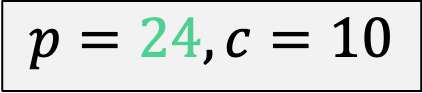 p = 24, c = 10